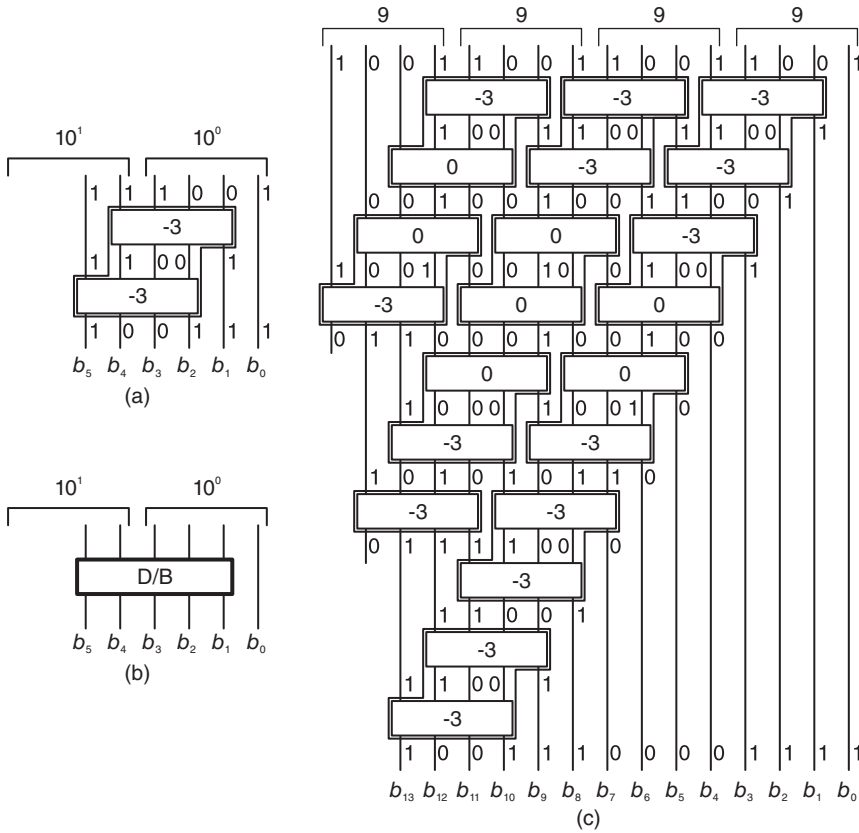 10¹ 10⁰
1 1 1 0 0 1
-3
1 1 0 0 1
-3
1 0 0 1 1 1
b₅ b₄ b₃ b₂ b₁ b₀
(a)
10¹ 10⁰
D/B
b₅ b₄ b₃ b₂ b₁ b₀
(b)
9 9 9 9
1 0 0 1 1 0 0 1 1 0 0 1 1 0 0 1
-3 -3 -3
1 0 0 1 1 0 0 1 1 0 0 1
0 -3 -3
0 0 1 0 0 1 0 0 1 1 0 0 1
0 0 -3
1 0 0 1 0 0 1 0 0 1 0 0 1
-3 0 0
0 1 1 0 0 0 1 0 0 1 0 0
0 0
1 0 0 0 1 0 0 1 0
-3 -3
1 0 1 0 1 0 1 1 0
-3 -3
0 1 1 1 1 0 0 0
-3
1 1 0 0 1
-3
1 1 0 0 1
-3
1 0 0 1 1 1 0 0 0 0 1 1 1 1
b₁₃ b₁₂ b₁₁ b₁₀ b₉ b₈ b₇ b₆ b₅ b₄ b₃ b₂ b₁ b₀
(c)